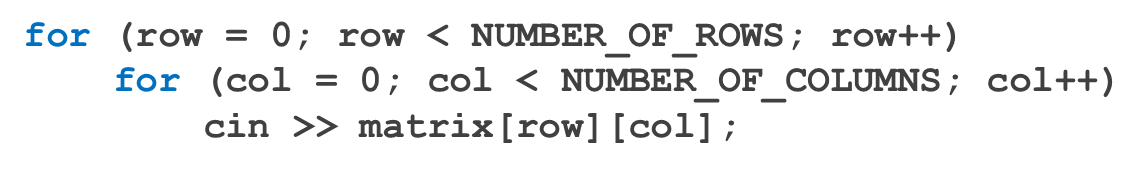 for (row = 0; row < NUMBER_OF_ROWS; row++)
for (col = 0; col < NUMBER_OF_COLUMNS; col++)
cin >> matrix[row][col];